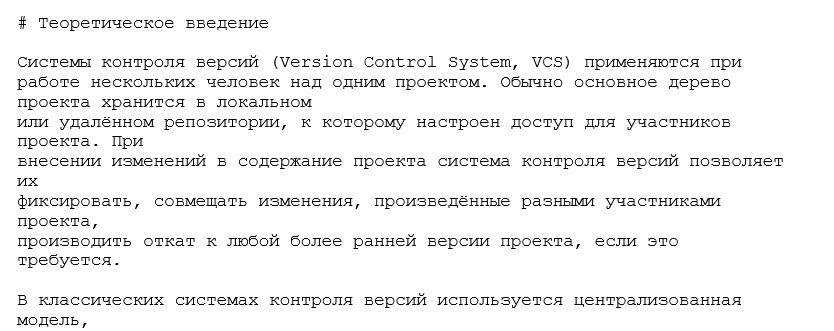 # Теоретическое введение
Системы контроля версий (Version Control System, VCS) применяются при
работе нескольких человек над одним проектом. Обычно основное дерево
проекта хранится в локальном
или удалённом репозитории, к которому настроен доступ для участников
проекта. При
внесении изменений в содержание проекта система контроля версий позволяет
их
фиксировать, совмещать изменения, произведённые разными участниками
проекта,
производить откат к любой более ранней версии проекта, если это
требуется.
В классических системах контроля версий используется централизованная
модель,